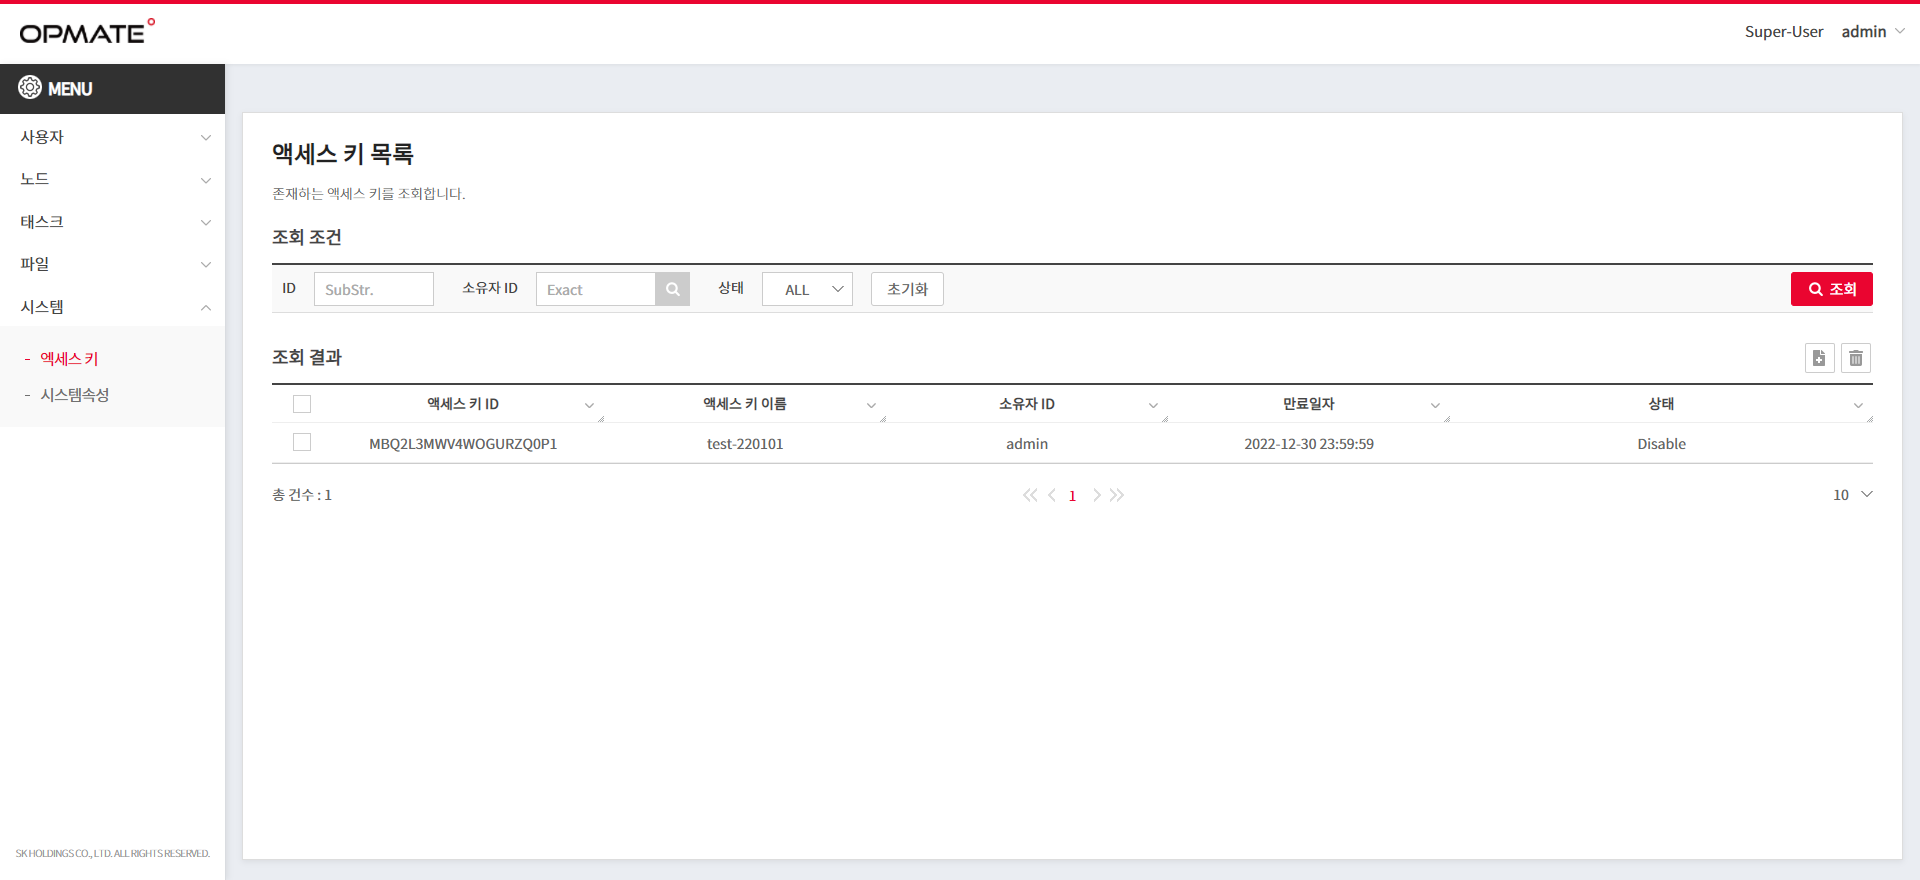 OPMATE
Super-User admin
MENU
사용자
노드
태스크
파일
시스템
- 엑세스 키
- 시스템속성
SK HOLDINGS CO., LTD. ALL RIGHTS RESERVED.
액세스 키 목록
존재하는 액세스 키를 조회합니다.
조회 조건
ID SubStr. 소유자 ID Exact 상태 ALL 초기화 조회
조회 결과
액세스 키 ID 액세스 키 이름 소유자 ID 만료일자 상태
MBQ2L3MWV4WOGURZQ0P1 test-220101 admin 2022-12-30 23:59:59 Disable
총 건수 : 1 1 10